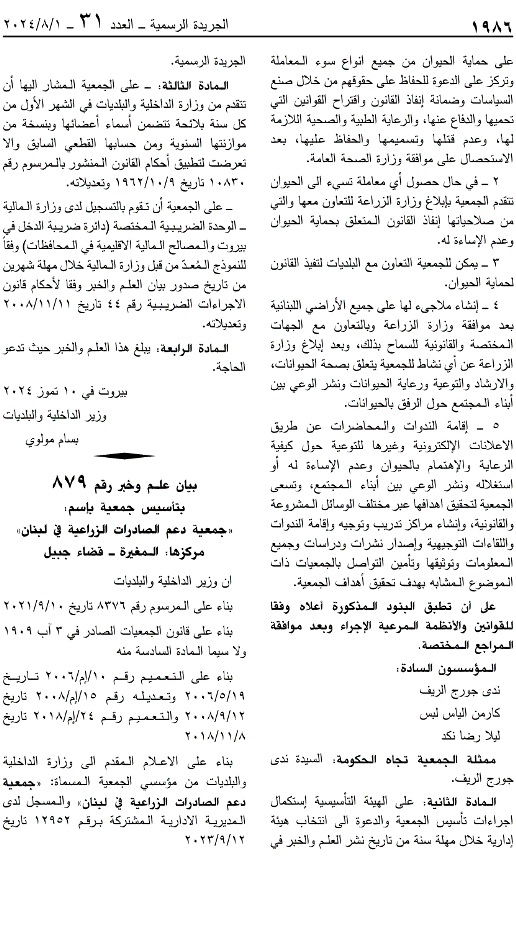 ١٩٨٦
الجريدة الرسمية ــ العدد ٣١ ــ ٢٠٢٤/٨/١
على حماية الحيوان من جميع انواع سوء المعاملة
وتركز على الدعوة للحفاظ على حقوقهم من خلال صنع
السياسات وضمانة إنفاذ القانون واقتراح القوانين التي
تحميها والدفاع عنها، والرعاية الطبية والصحية اللازمة
لها، وعدم قتلها وتسميمها والحفاظ عليها، بعد
الاستحصال على موافقة وزارة الصحة العامة.
٢ ــ في حال حصول أي معاملة تسيء الى الحيوان
تتقدم الجمعية بإبلاغ وزارة الزراعة للتعاون معها والتي
من صلاحياتها إنفاذ القانون المتعلق بحماية الحيوان
وعدم الإساءة له.
٣ ــ يمكن للجمعية التعاون مع البلديات لتفيذ القانون
لحماية الحيوان.
٤ ــ إنشاء ملاجىء لها على جميع الأراضي اللبنانية
بعد موافقة وزارة الزراعة وبالتعاون مع الجهات
المختصة والقانونية للسماح بذلك، وبعد إبلاغ وزارة
الزراعة عن أي نشاط للجمعية يتعلق بصحة الحيوانات،
والارشاد والتوعية ورعاية الحيوانات ونشر الوعي بين
أبناء المجتمع حول الرفق بالحيوانات.
٥ ــ إقامة الندوات والمحاضرات عن طريق
الاعلانات الإلكترونية وغيرها للتوعية حول كيفية
الرعاية والإهتمام بالحيوان وعدم الإساءة له أو
استغلاله ونشر الوعي بين أبناء المجتمع، وتسعى
الجمعية لتحقيق اهدافها عبر مختلف الوسائل المشروعة
والقانونية، وإنشاء مراكز تدريب وتوجيه وإقامة الندوات
واللقاءات التوجيهية وإصدار نشرات ودراسات وجميع
المعلومات وتوثيقها وتأمين التواصل بالجمعيات ذات
الموضوع المشابه بهدف تحقيق أهداف الجمعية.
على أن تطبق البنود المذكورة أعلاه وفقا
للقوانين والأنظمة المرعية الإجراء وبعد موافقة
المراجع المختصة.
المؤسسون السادة:
ندى جورج الريف
كارمن الياس لبس
ليلا رضا نكد
ممثلة الجمعية تجاه الحكومة: السيدة ندى
جورج الريف.
المادة الثانية: على الهيئة التأسيسية إستكمال
اجراءات تأسيس الجمعية والدعوة الى انتخاب هيئة
إدارية خلال مهلة سنة من تاريخ نشر العلم والخبر في
الجريدة الرسمية.
المادة الثالثة: ــ على الجمعية المشار اليها أن
تتقدم من وزارة الداخلية والبلديات في الشهر الأول من
كل سنة بلائحة تتضمن أسماء أعضائها وبنسخة من
موازنتها السنوية ومن حسابها القطعي السابق والا
تعرضت لتطبيق أحكام القانون المنشور بالمرسوم رقم
١٠٨٣٠ تاريخ ١٩٦٢/١٠/٩ وتعديلاته.
ــ على الجمعية أن تـقوم بالتسجيل لدى وزارة المالية
ــ الوحدة الضريبية المختصة (دائرة ضريبة الدخل في
بيروت والمصالح المالية الاقليمية في المحافظات) وفقاً
للنموذج المُعدّ من قبل وزارة المالية خلال مهلة شهرين
من تاريخ صدور بيان العلم والخبر وفقا لأحكام قانون
الاجراءات الضريبية رقم ٤٤ تاريخ ٢٠٠٨/١١/١١
وتعديلاته.
المادة الرابعة: يبلغ هذا العلم والخبر حيث تدعو
الحاجة.
بيروت في ١٠ تموز ٢٠٢٤
وزير الداخلية والبلديات
بسام مولوي
بيان علم وخبر رقم ٨٧٩
بتأسيس جمعية بإسم:
«جمعية دعم الصادرات الزراعية في لبنان»
مركزها: المغيرة ــ قضاء جبيل
ان وزير الداخلية والبلديات
بناء على المرسوم رقم ٨٣٧٦ تاريخ ٢٠٢١/٩/١٠
بناء على قانون الجمعيات الصادر في ٣ آب ١٩٠٩
ولا سيما المادة السادسة منه
بناء على التعميم رقم ١٠/إم/٢٠٠٦ تاريخ
٢٠٠٦/٥/١٩ وتعديله رقم ١٥/إم/٢٠٠٨ تاريخ
٢٠٠٨/٩/١٢ والتعميم رقم ٢٤/إم/٢٠١٨ تاريخ
٢٠١٨/١١/٨
بناء على الاعلام المقدم الى وزارة الداخلية
والبلديات من مؤسسي الجمعية المسماة: «جمعية
دعم الصادرات الزراعية في لبنان» والمسجل لدى
المديرية الادارية المشتركة برقم ١٢٩٥٢ تاريخ
٢٠٢٣/٩/١٢